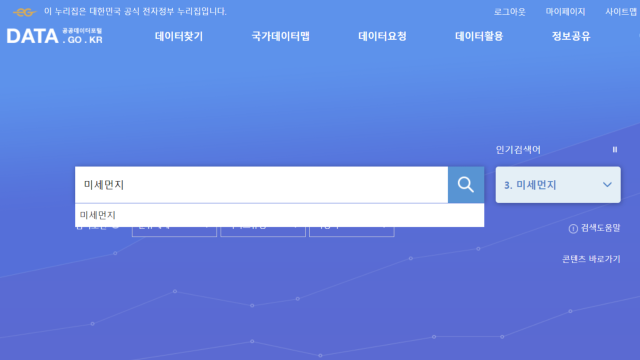 이 누리집은 대한민국 공식 전자정부 누리집입니다.
로그아웃 마이페이지 사이트맵
DATA 공공데이터포털
.GO.KR
데이터찾기 국가데이터맵 데이터요청 데이터활용 정보공유
인기검색어
미세먼지
3. 미세먼지
미세먼지
검색도움말
콘텐츠 바로가기